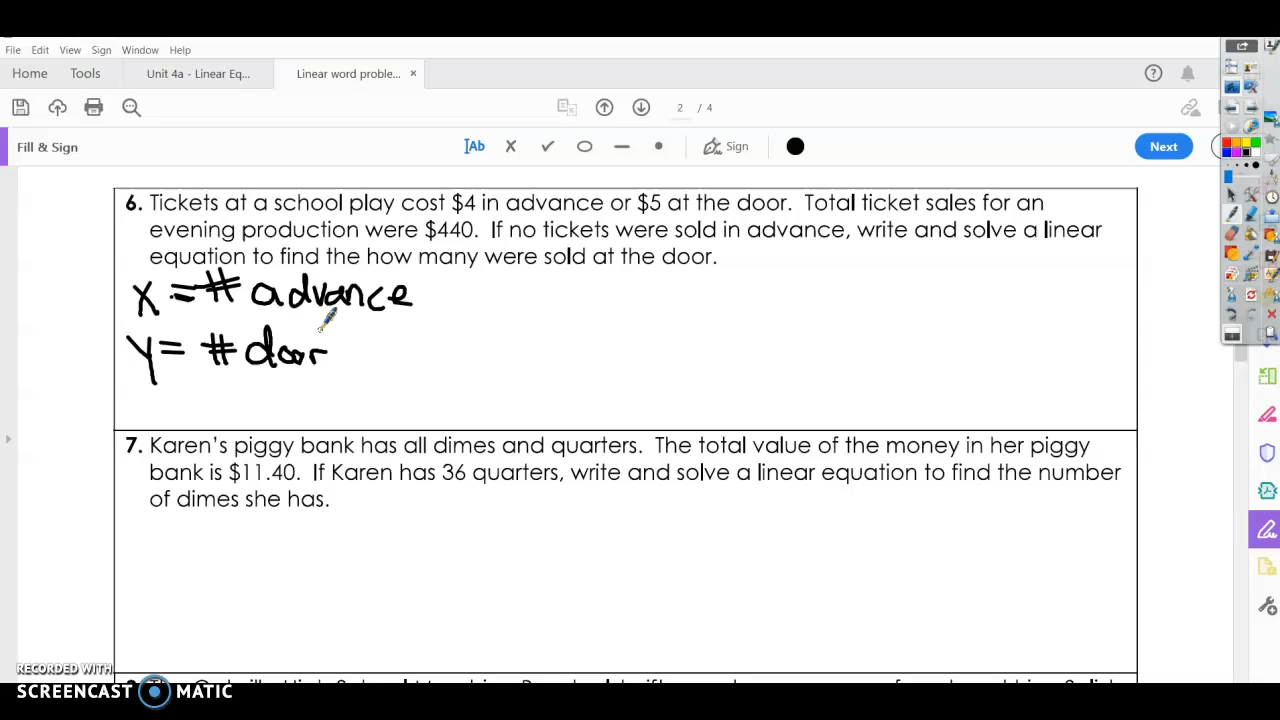 File Edit View Sign Window Help
Home Tools Unit 4a - Linear Eq... Linear word proble... ×
2 / 4
Fill & Sign Ab Sign Next
6. Tickets at a school play cost $4 in advance or $5 at the door. Total ticket sales for an
evening production were $440. If no tickets were sold in advance, write and solve a linear
equation to find the how many were sold at the door.
x = # advance
y = # door
7. Karen's piggy bank has all dimes and quarters. The total value of the money in her piggy
bank is $11.40. If Karen has 36 quarters, write and solve a linear equation to find the number
of dimes she has.
RECORDED WITH
SCREENCAST MATIC